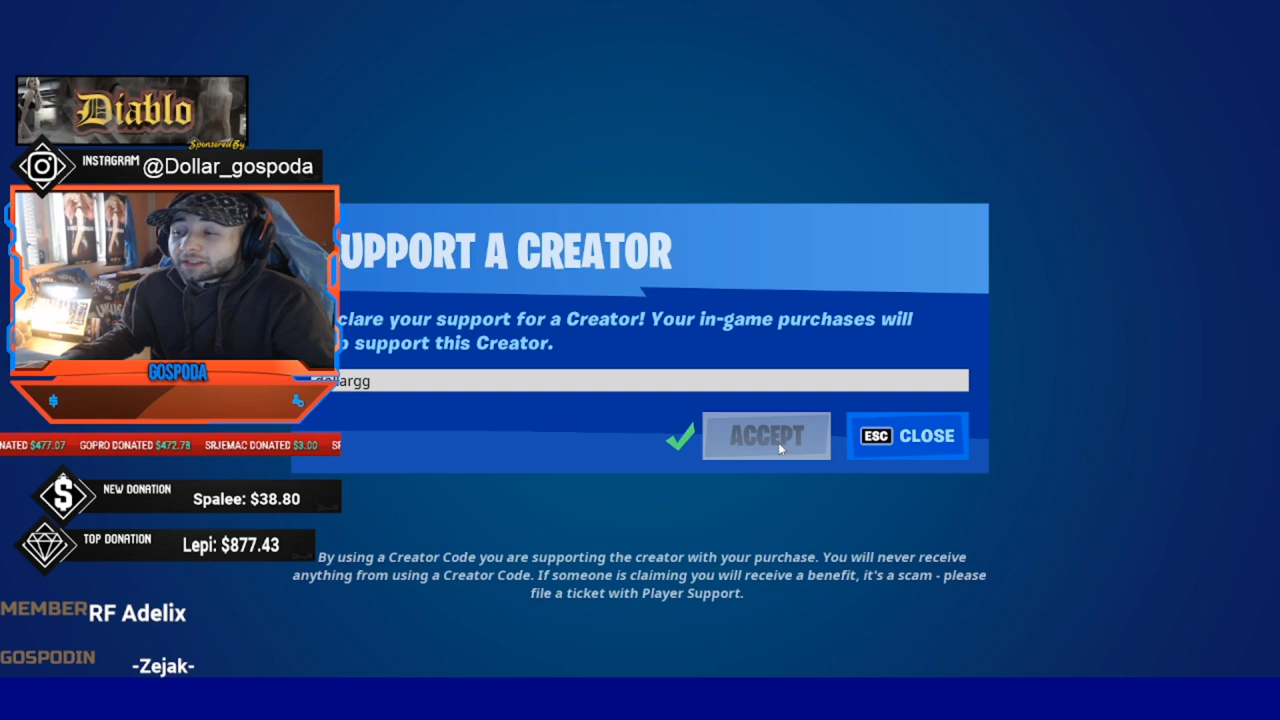 Diablo
Sponsored By
INSTAGRAM @Dollar_gospoda
UPPORT A CREATOR
clare your support for a Creator! Your in-game purchases will
p support this Creator.
dollargg
GOSPODA
ACCEPT
ESC CLOSE
NATED $477.07 GOPRO DONATED $472.79 SRJEMAC DONATED $3.00 SF
NEW DONATION Spalee: $38.80
TOP DONATION Lepi: $877.43
By using a Creator Code you are supporting the creator with your purchase. You will never receive
anything from using a Creator Code. If someone is claiming you will receive a benefit, it's a scam - please
file a ticket with Player Support.
MEMBER RF Adelix
GOSPODIN -Zejak-